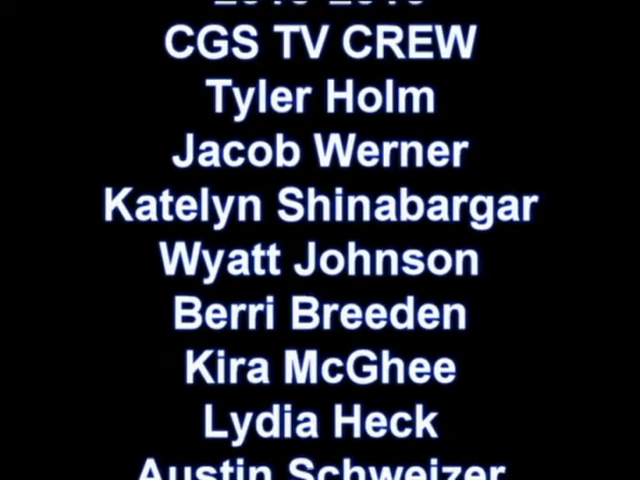 CGS TV CREW
Tyler Holm
Jacob Werner
Katelyn Shinabargar
Wyatt Johnson
Berri Breeden
Kira McGhee
Lydia Heck
Austin Schweizer